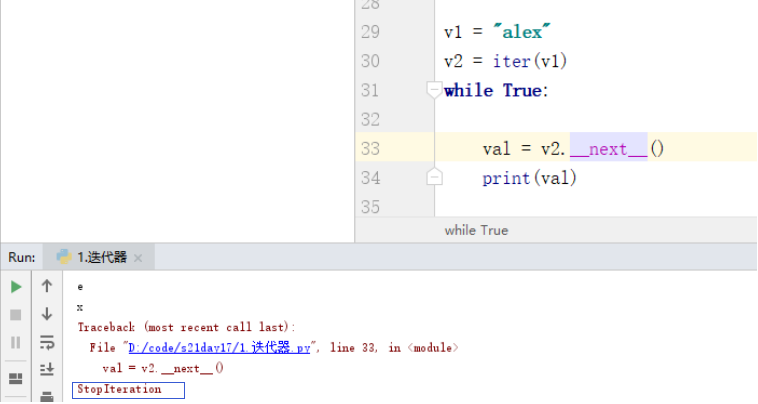 28
29 v1 = "alex"
30 v2 = iter(v1)
31 while True:
32
33 val = v2.__next__()
34 print(val)
35
while True
Run: 1.迭代器 ×
e
x
Traceback (most recent call last):
File "D:/code/s21day17/1.迭代器.py", line 33, in <module>
val = v2.__next__()
StopIteration